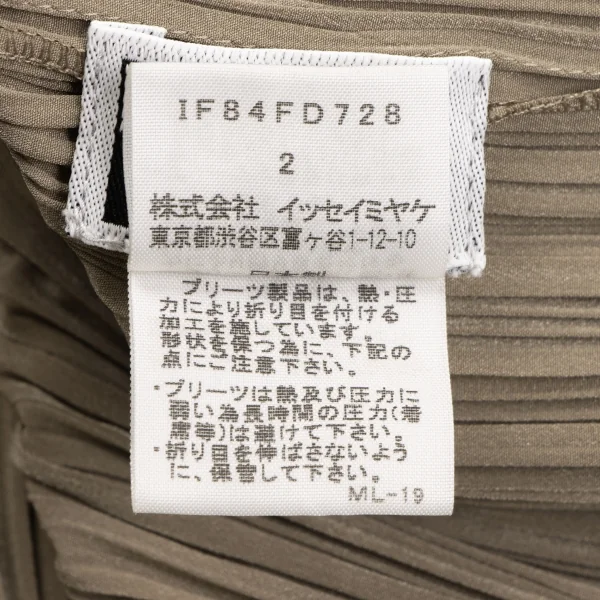 IF84FD728
2
株式会社 イッセイミヤケ
東京都渋谷区富ヶ谷1-12-10
プリーツ製品は、熱・圧
力により折り目を付ける
加工を施しています。
形状を保つ為に、下記の
点にご注意下さい。
・プリーツは熱及び圧力に
弱い為長時間の圧力(着
席等)は避けて下さい。
・折り目を伸ばさないよう
に、保管して下さい。
ML-19